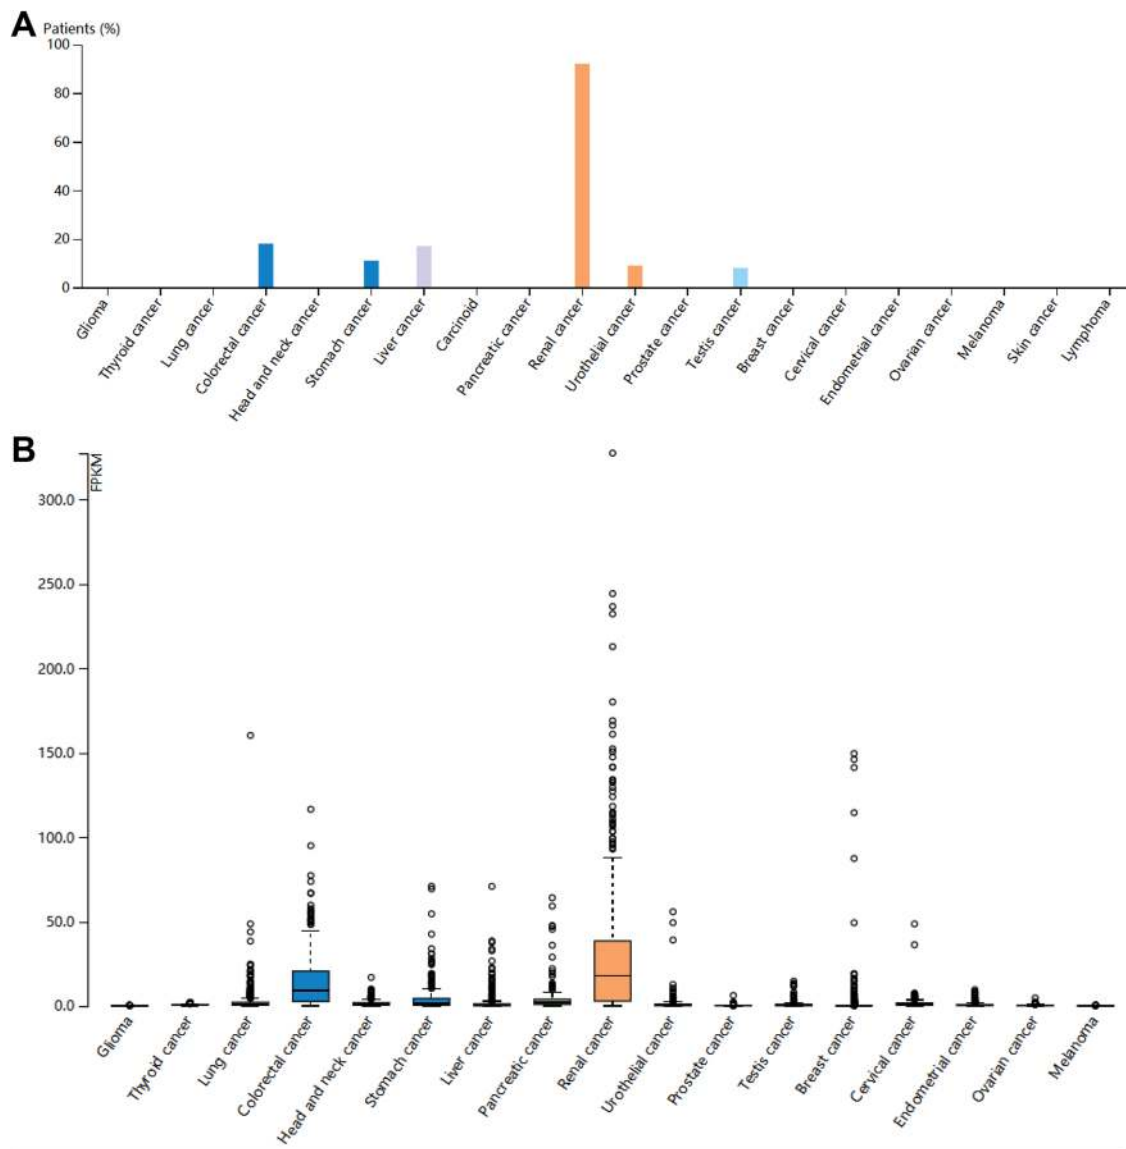 A
Patients (%)
100
80
60
40
20
0
Glioma
Thyroid cancer
Lung cancer
Colorectal cancer
Head and neck cancer
Stomach cancer
Liver cancer
Carcinoid
Pancreatic cancer
Renal cancer
Urothelial cancer
Prostate cancer
Testis cancer
Breast cancer
Cervical cancer
Endometrial cancer
Ovarian cancer
Melanoma
Skin cancer
Lymphoma
B
FPKM
300.0
250.0
200.0
150.0
100.0
50.0
0.0
Glioma
Thyroid cancer
Lung cancer
Colorectal cancer
Head and neck cancer
Stomach cancer
Liver cancer
Pancreatic cancer
Renal cancer
Urothelial cancer
Prostate cancer
Testis cancer
Breast cancer
Cervical cancer
Endometrial cancer
Ovarian cancer
Melanoma